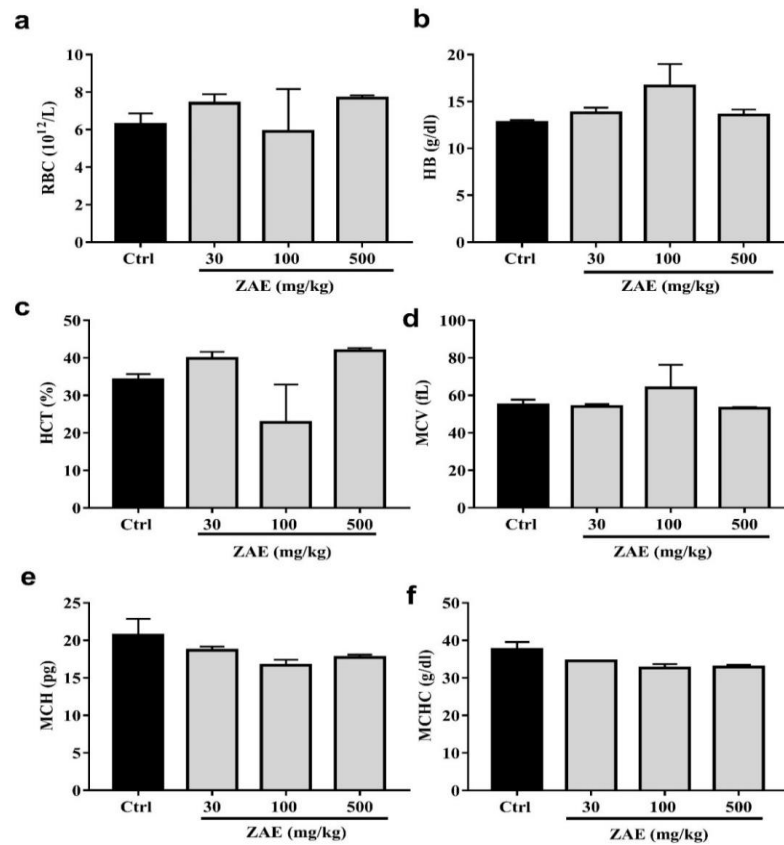 a
RBC (10¹²/L)
10
8
6
4
2
0
Ctrl 30 100 500
ZAE (mg/kg)
b
HB (g/dl)
20
15
10
5
0
Ctrl 30 100 500
ZAE (mg/kg)
c
HCT (%)
50
40
30
20
10
0
Ctrl 30 100 500
ZAE (mg/kg)
d
MCV (fL)
100
80
60
40
20
0
Ctrl 30 100 500
ZAE (mg/kg)
e
MCH (pg)
25
20
15
10
5
0
Ctrl 30 100 500
ZAE (mg/kg)
f
MCHC (g/dl)
50
40
30
20
10
0
Ctrl 30 100 500
ZAE (mg/kg)